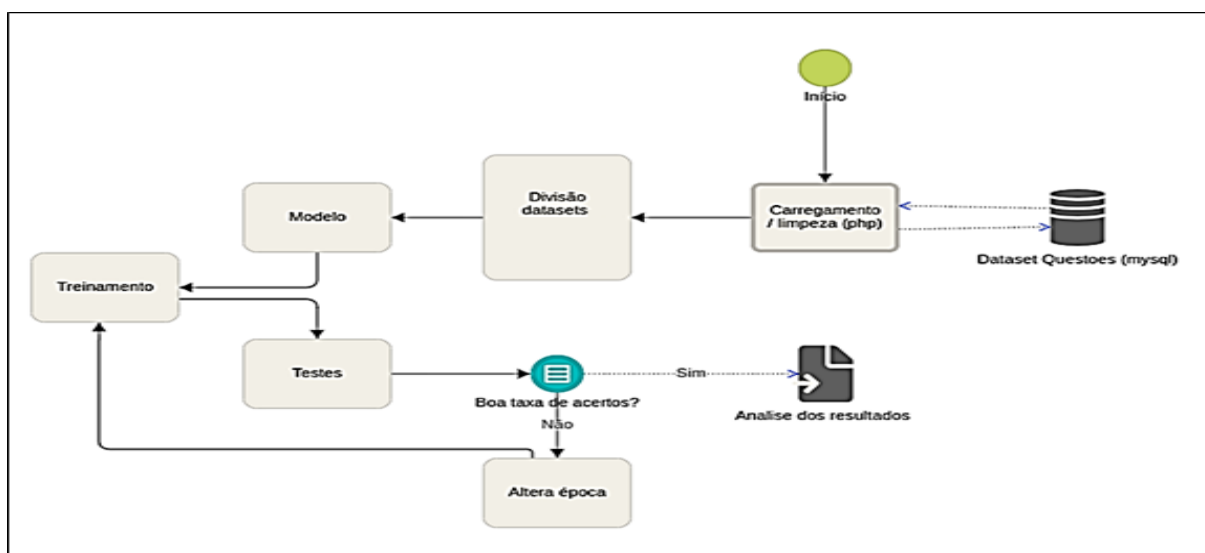 Início
Carregamento
/ limpeza (php)
Dataset Questoes (mysql)
Divisão
datasets
Modelo
Treinamento
Testes
Boa taxa de acertos?
Sim
Analise dos resultados
Não
Altera época